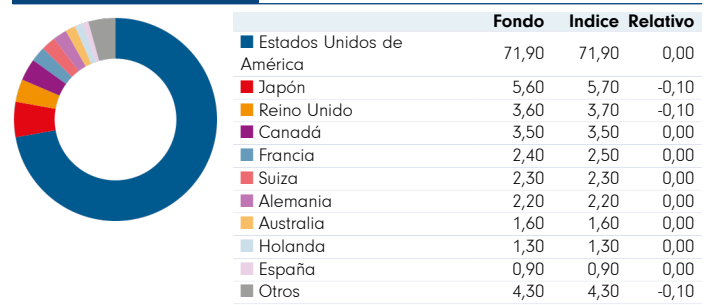 Fondo Indice Relativo
Estados Unidos de
América 71,90 71,90 0,00
Japón 5,60 5,70 -0,10
Reino Unido 3,60 3,70 -0,10
Canadá 3,50 3,50 0,00
Francia 2,40 2,50 0,00
Suiza 2,30 2,30 0,00
Alemania 2,20 2,20 0,00
Australia 1,60 1,60 0,00
Holanda 1,30 1,30 0,00
España 0,90 0,90 0,00
Otros 4,30 4,30 -0,10